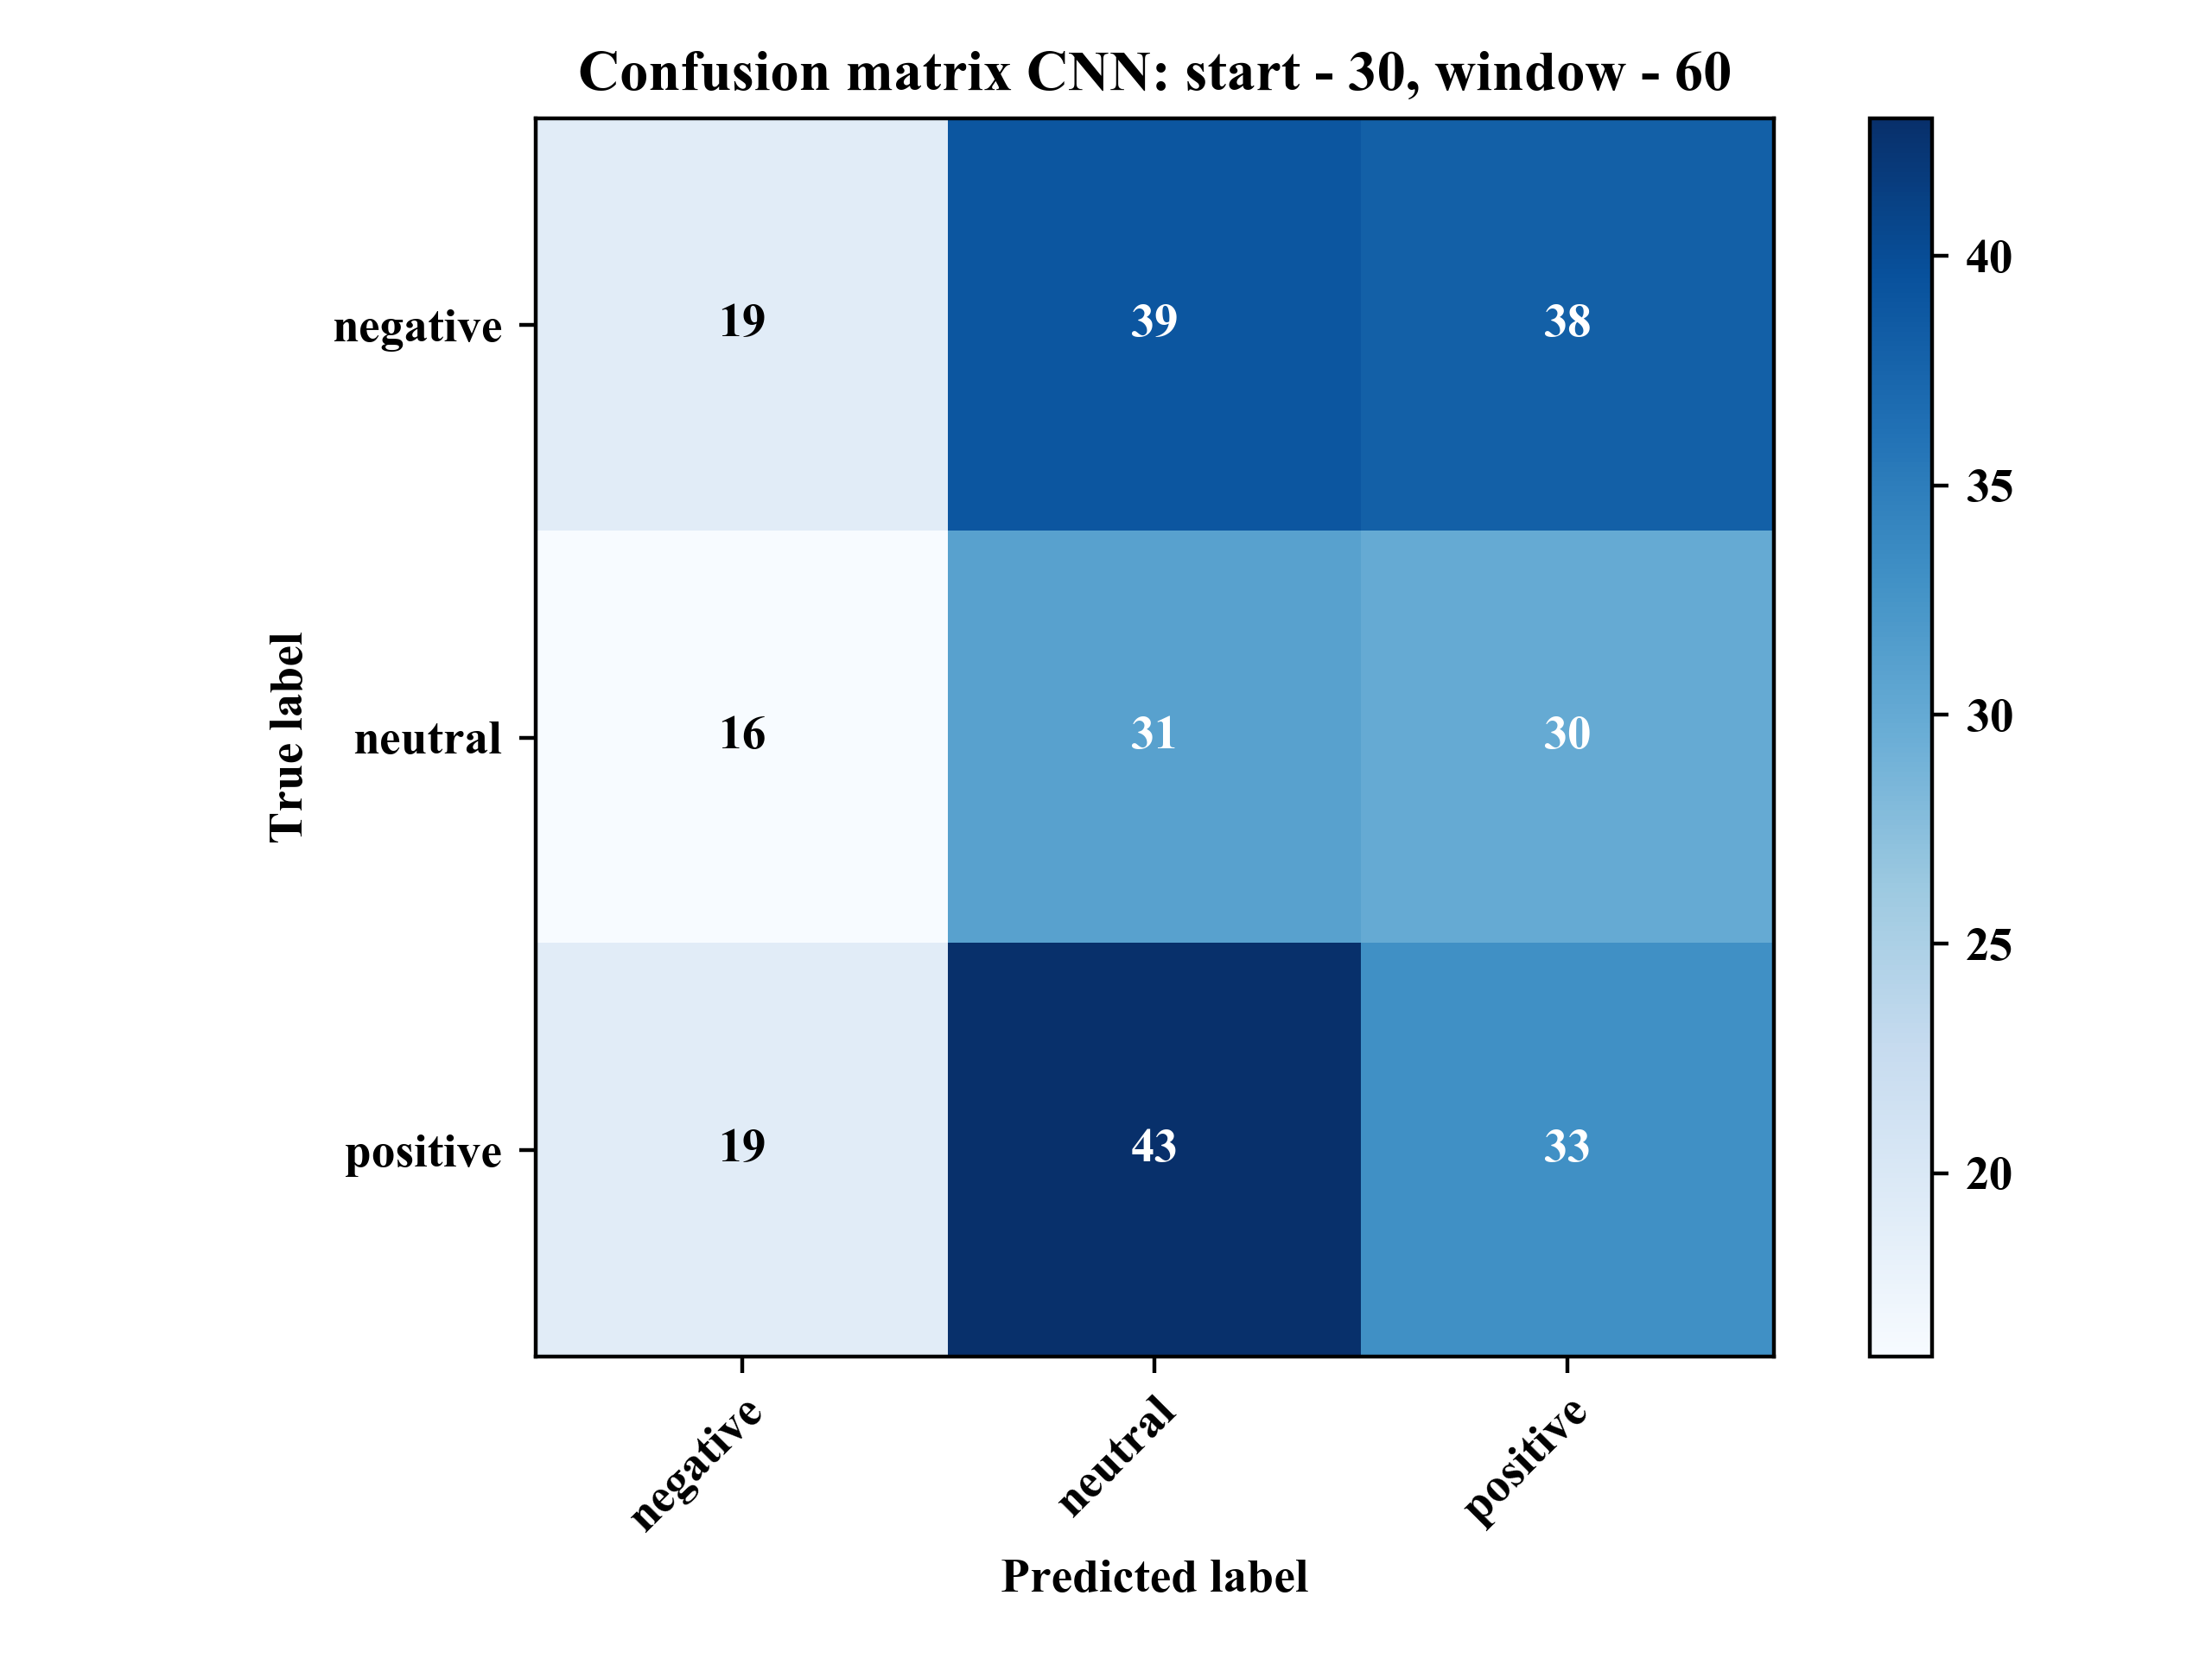 Confusion matrix CNN: start - 30, window - 60
True label
negative 19 39 38
neutral 16 31 30
positive 19 43 33
negative neutral positive
Predicted label
40
35
30
25
20